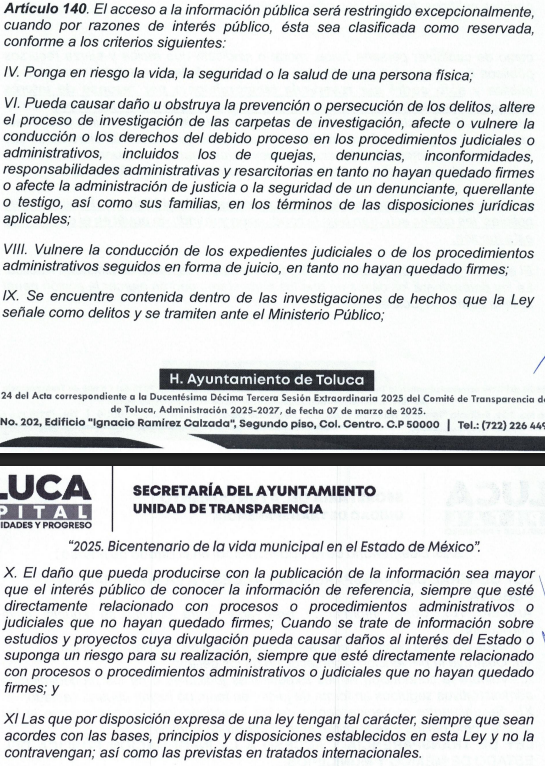 Artículo 140. El acceso a la información pública será restringido excepcionalmente,
cuando por razones de interés público, ésta sea clasificada como reservada,
conforme a los criterios siguientes:
IV. Ponga en riesgo la vida, la seguridad o la salud de una persona física;
VI. Pueda causar daño u obstruya la prevención o persecución de los delitos, altere
el proceso de investigación de las carpetas de investigación, afecte o vulnere la
conducción o los derechos del debido proceso en los procedimientos judiciales o
administrativos, incluidos los de quejas, denuncias, inconformidades,
responsabilidades administrativas y resarcitorias en tanto no hayan quedado firmes
o afecte la administración de justicia o la seguridad de un denunciante, querellante
o testigo, así como sus familias, en los términos de las disposiciones jurídicas
aplicables;
VIII. Vulnere la conducción de los expedientes judiciales o de los procedimientos
administrativos seguidos en forma de juicio, en tanto no hayan quedado firmes;
IX. Se encuentre contenida dentro de las investigaciones de hechos que la Ley
señale como delitos y se tramiten ante el Ministerio Público;
H. Ayuntamiento de Toluca
24 del Acta correspondiente a la Ducentésima Décima Tercera Sesión Extraordinaria 2025 del Comité de Transparencia de
de Toluca, Administración 2025-2027, de fecha 07 de marzo de 2025.
No. 202, Edificio "Ignacio Ramírez Calzada", Segundo piso, Col. Centro. C.P 50000 | Tel.: (722) 226 449
LUCA
PITAL
IDADES Y PROGRESO
SECRETARÍA DEL AYUNTAMIENTO
UNIDAD DE TRANSPARENCIA
"2025. Bicentenario de la vida municipal en el Estado de México".
X. El daño que pueda producirse con la publicación de la información sea mayor
que el interés público de conocer la información de referencia, siempre que esté
directamente relacionado con procesos o procedimientos administrativos o
judiciales que no hayan quedado firmes; Cuando se trate de información sobre
estudios y proyectos cuya divulgación pueda causar daños al interés del Estado o
suponga un riesgo para su realización, siempre que esté directamente relacionado
con procesos o procedimientos administrativos o judiciales que no hayan quedado
firmes; y
XI Las que por disposición expresa de una ley tengan tal carácter, siempre que sean
acordes con las bases, principios y disposiciones establecidos en esta Ley y no la
contravengan; así como las previstas en tratados internacionales.